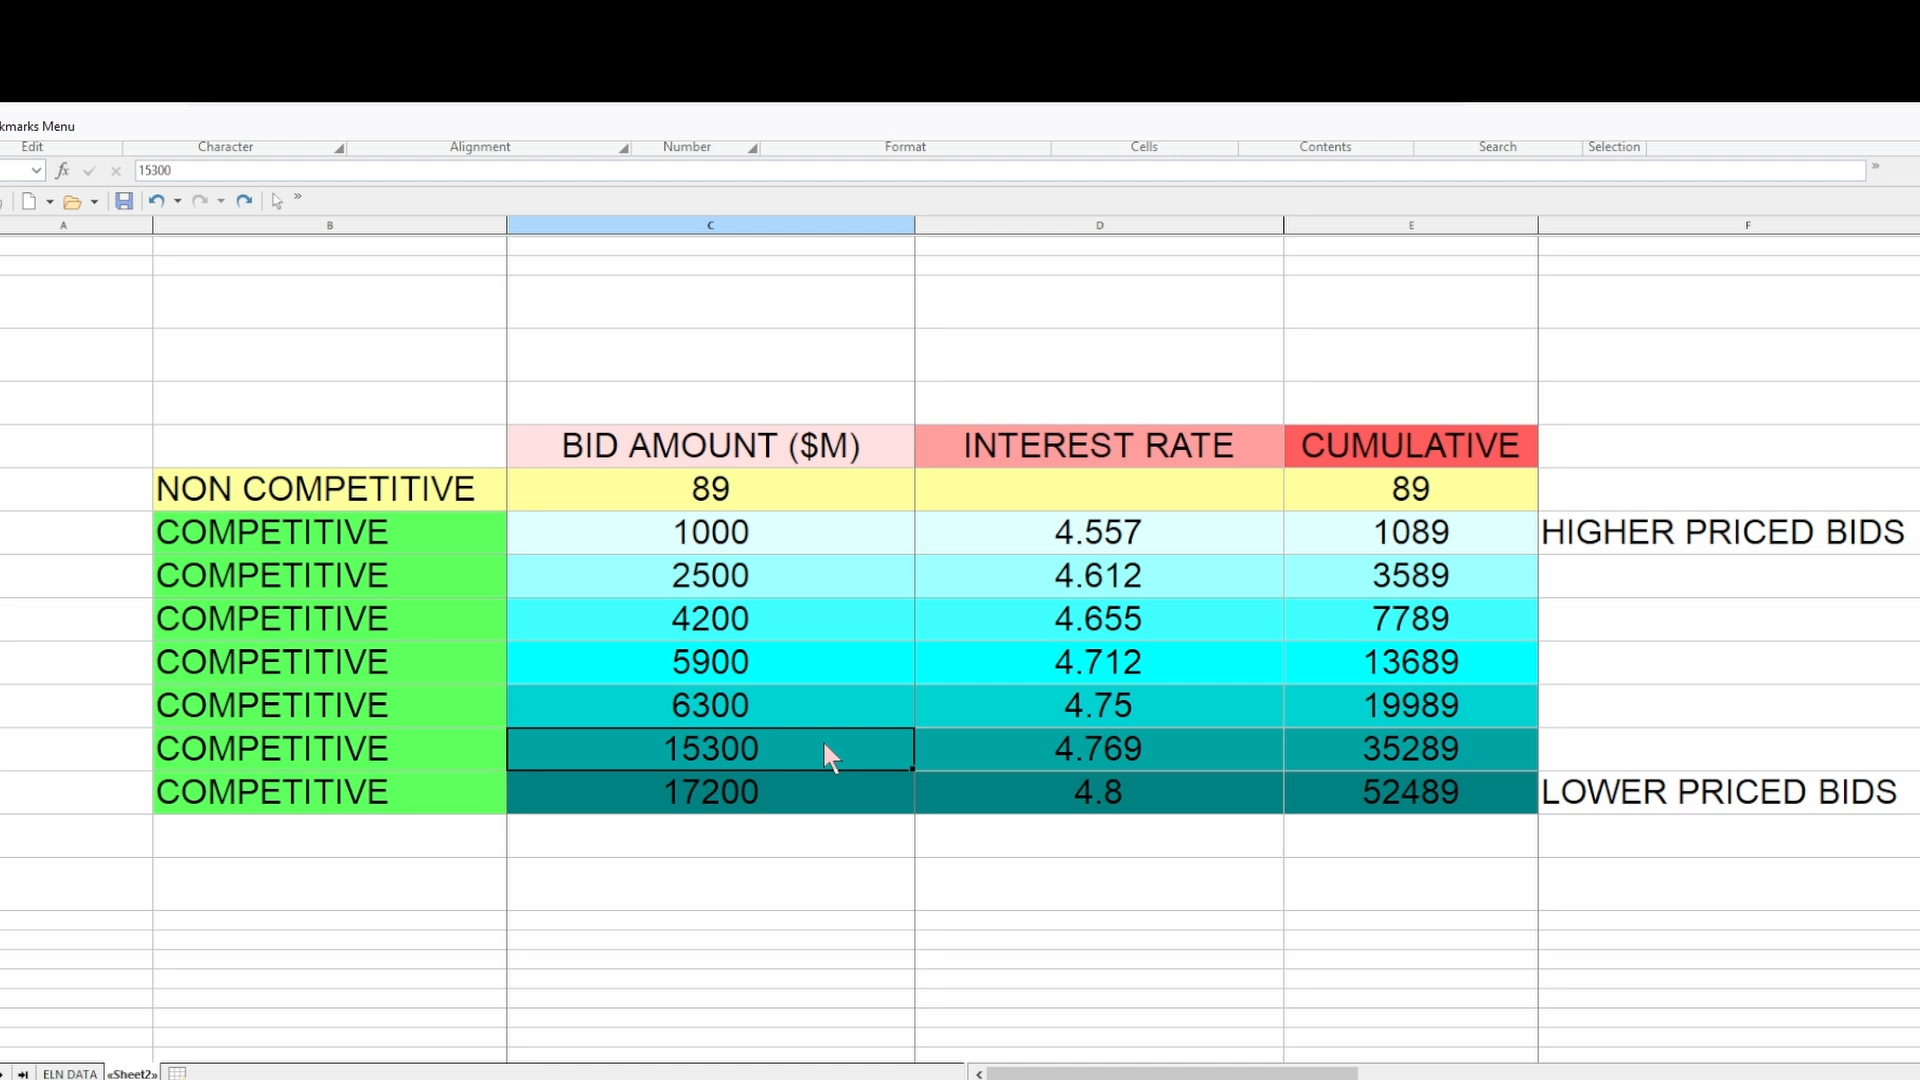 kmarks Menu
Edit Character Alignment Number Format Cells Contents Search Selection
fx 15300 »
»
A B C D E F
BID AMOUNT ($M) INTEREST RATE CUMULATIVE
NON COMPETITIVE 89 89
COMPETITIVE 1000 4.557 1089 HIGHER PRICED BIDS
COMPETITIVE 2500 4.612 3589
COMPETITIVE 4200 4.655 7789
COMPETITIVE 5900 4.712 13689
COMPETITIVE 6300 4.75 19989
COMPETITIVE 15300 4.769 35289
COMPETITIVE 17200 4.8 52489 LOWER PRICED BIDS
ELN DATA «Sheet2»